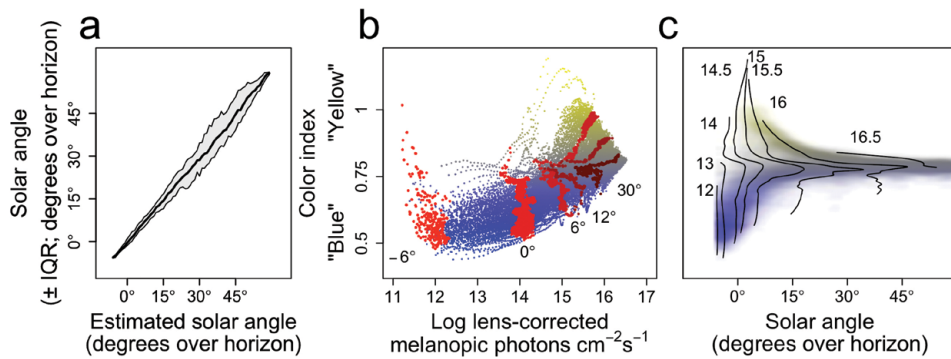 a
Solar angle
(± IQR; degrees over horizon)
45°
30°
15°
0°
0° 15° 30° 45°
Estimated solar angle
(degrees over horizon)
b
Color index
"Blue" "Yellow"
1
0.75
0.5
−6°
0°
6°
12°
30°
11 12 13 14 15 16 17
Log lens-corrected
melanopic photons cm−2s−1
c
15
14.5 15.5
16
14
16.5
13
12
0° 15° 30° 45°
Solar angle
(degrees over horizon)